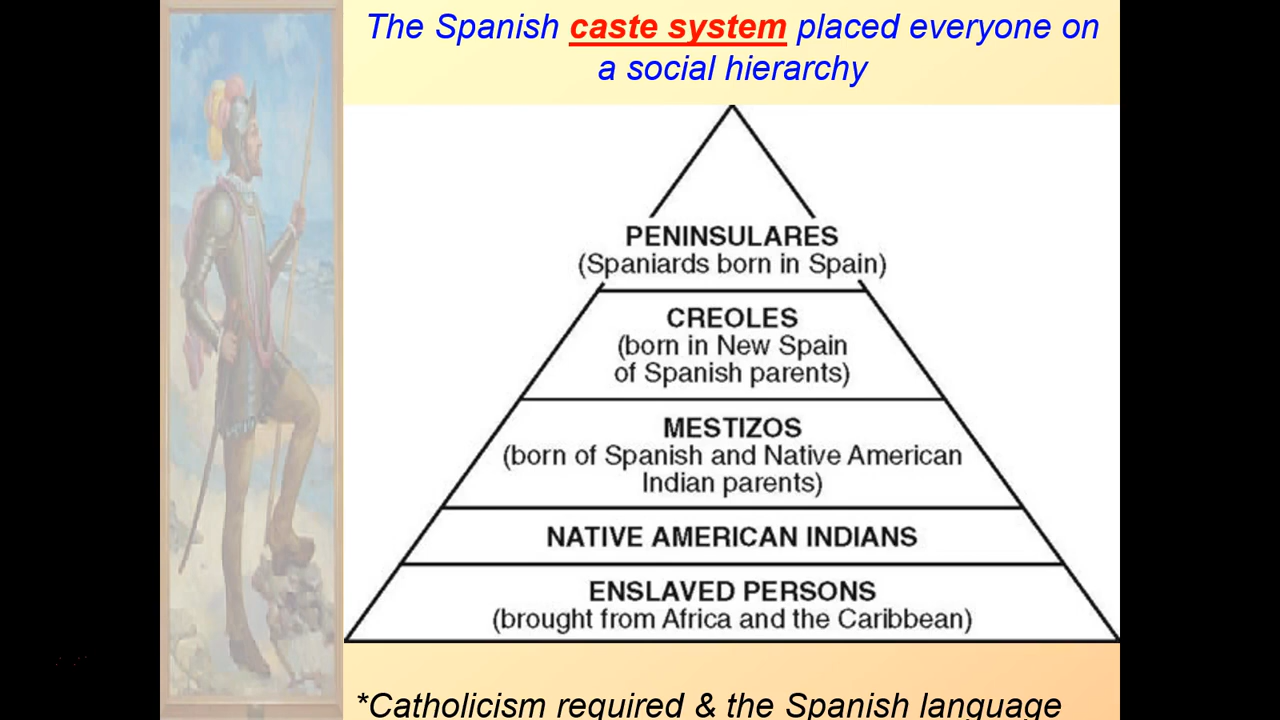 The Spanish caste system placed everyone on
a social hierarchy
PENINSULARES
(Spaniards born in Spain)
CREOLES
(born in New Spain
of Spanish parents)
MESTIZOS
(born of Spanish and Native American
Indian parents)
NATIVE AMERICAN INDIANS
ENSLAVED PERSONS
(brought from Africa and the Caribbean)
*Catholicism required & the Spanish language